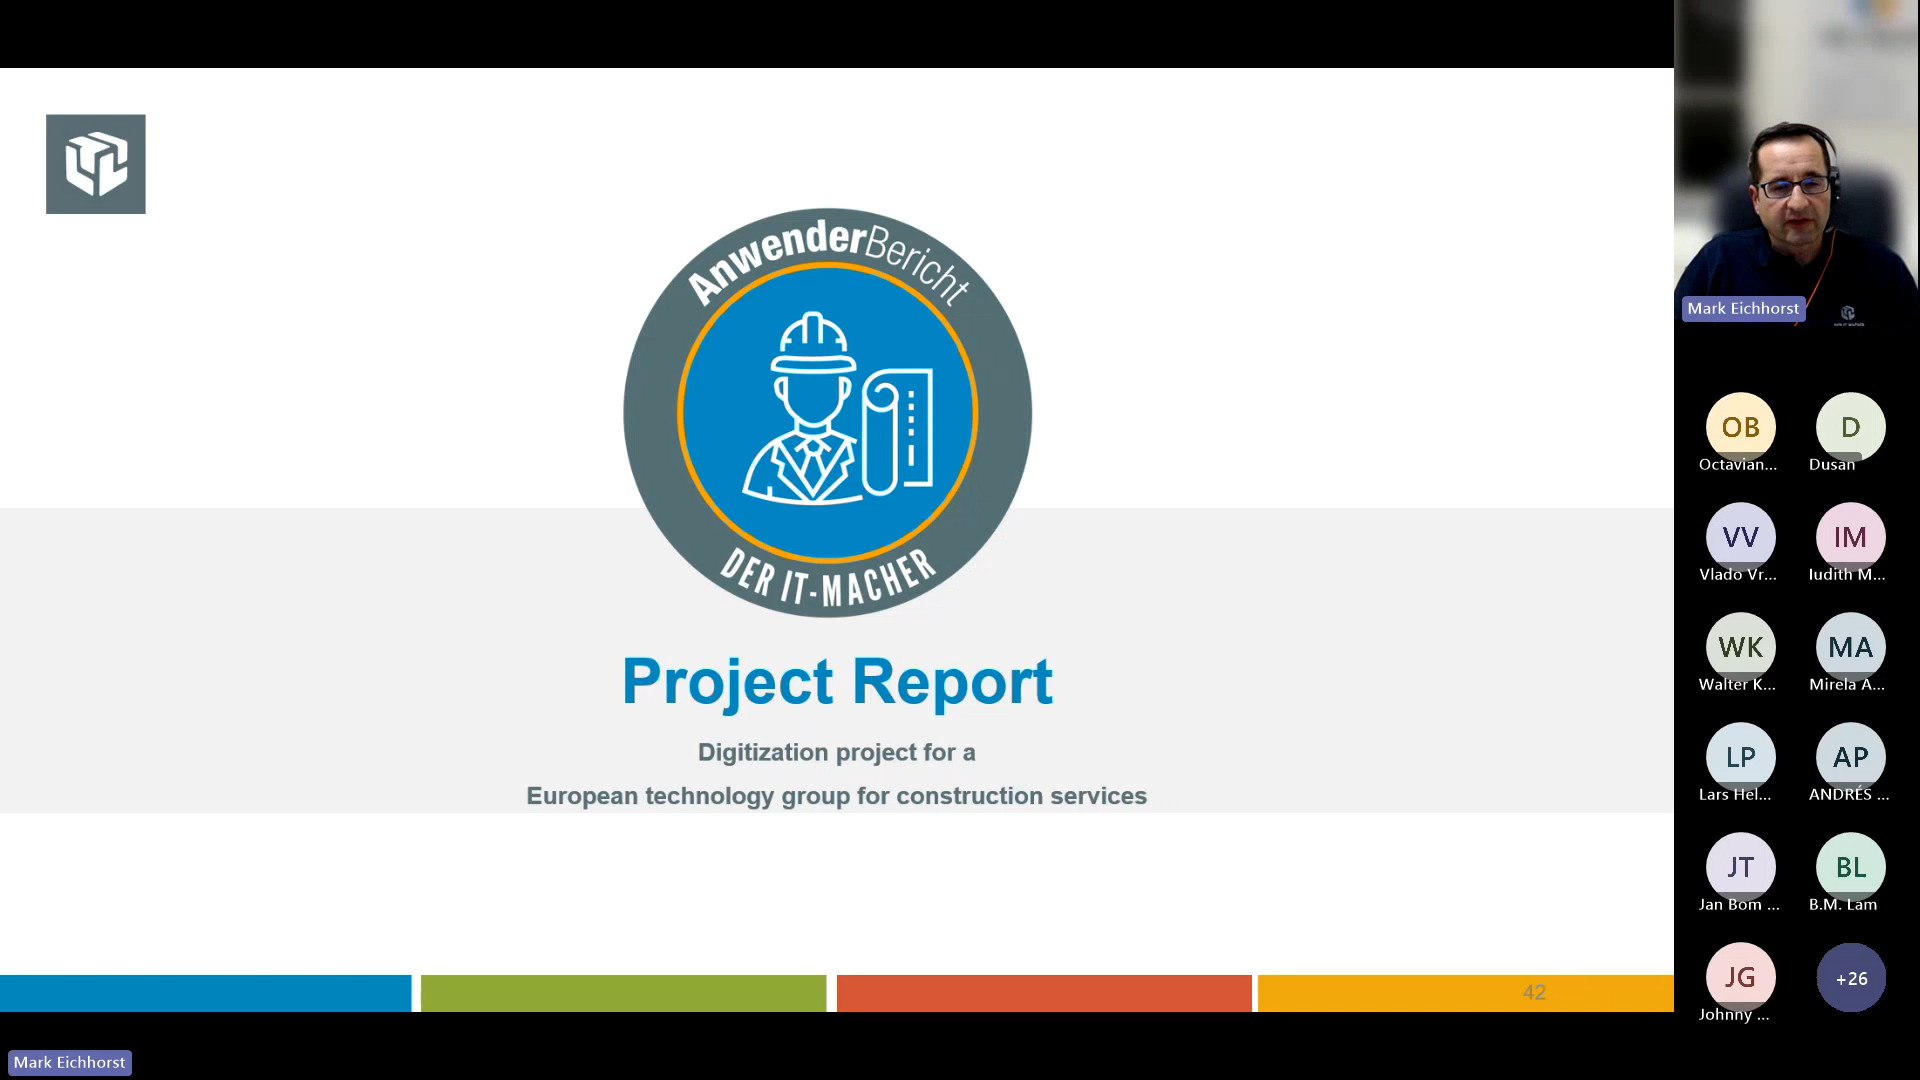 AnwenderBericht
DER IT-MACHER
Project Report
Digitization project for a
European technology group for construction services
42
Mark Eichhorst
Mark Eichhorst
OB
Octavian...
D
Dusan
VV
Vlado Vr...
IM
Iudith M...
WK
Walter K...
MA
Mirela A...
LP
Lars Hel...
AP
ANDRÉS ...
JT
Jan Bom ...
BL
B.M. Lam
JG
Johnny ...
+26